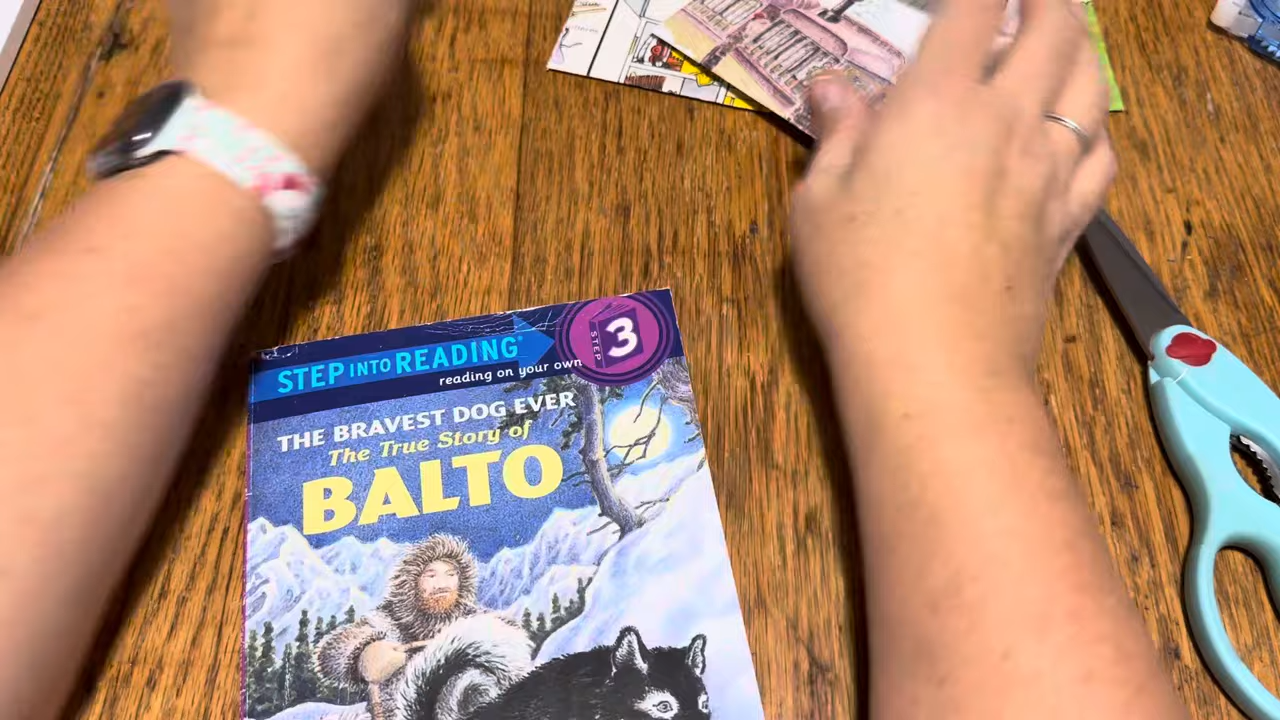 STEP INTO READING®
STEP 3
reading on your own
THE BRAVEST DOG EVER
The True Story of
BALTO